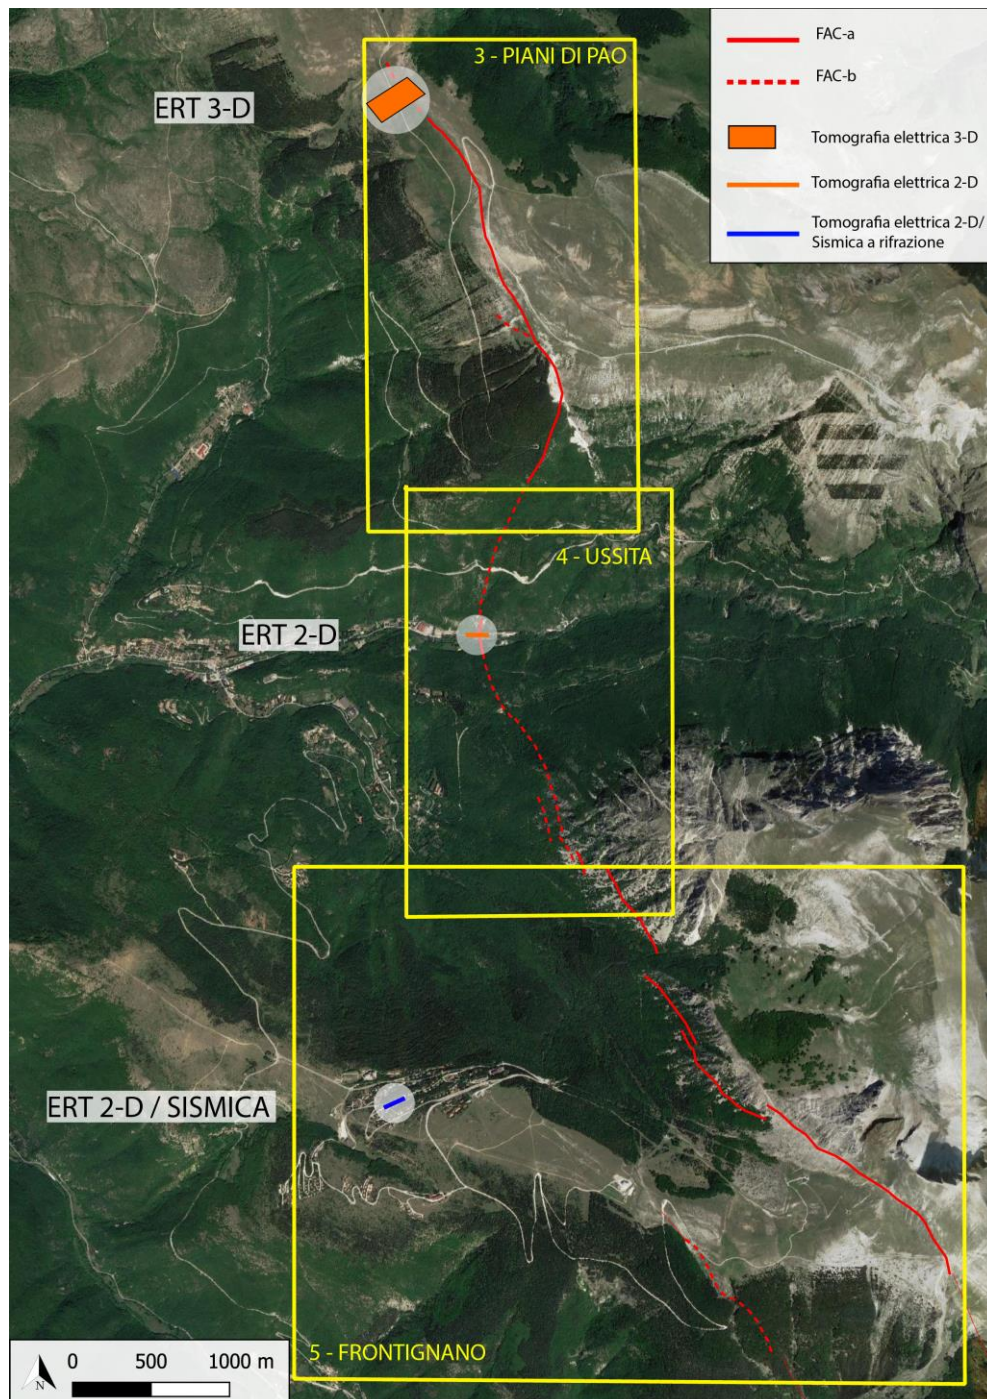 3 - PIANI DI PAO
ERT 3-D
FAC-a
FAC-b
Tomografia elettrica 3-D
Tomografia elettrica 2-D
Tomografia elettrica 2-D/
Sismica a rifrazione
4 - USSITA
ERT 2-D
ERT 2-D / SISMICA
5 - FRONTIGNANO
N
0 500 1000 m